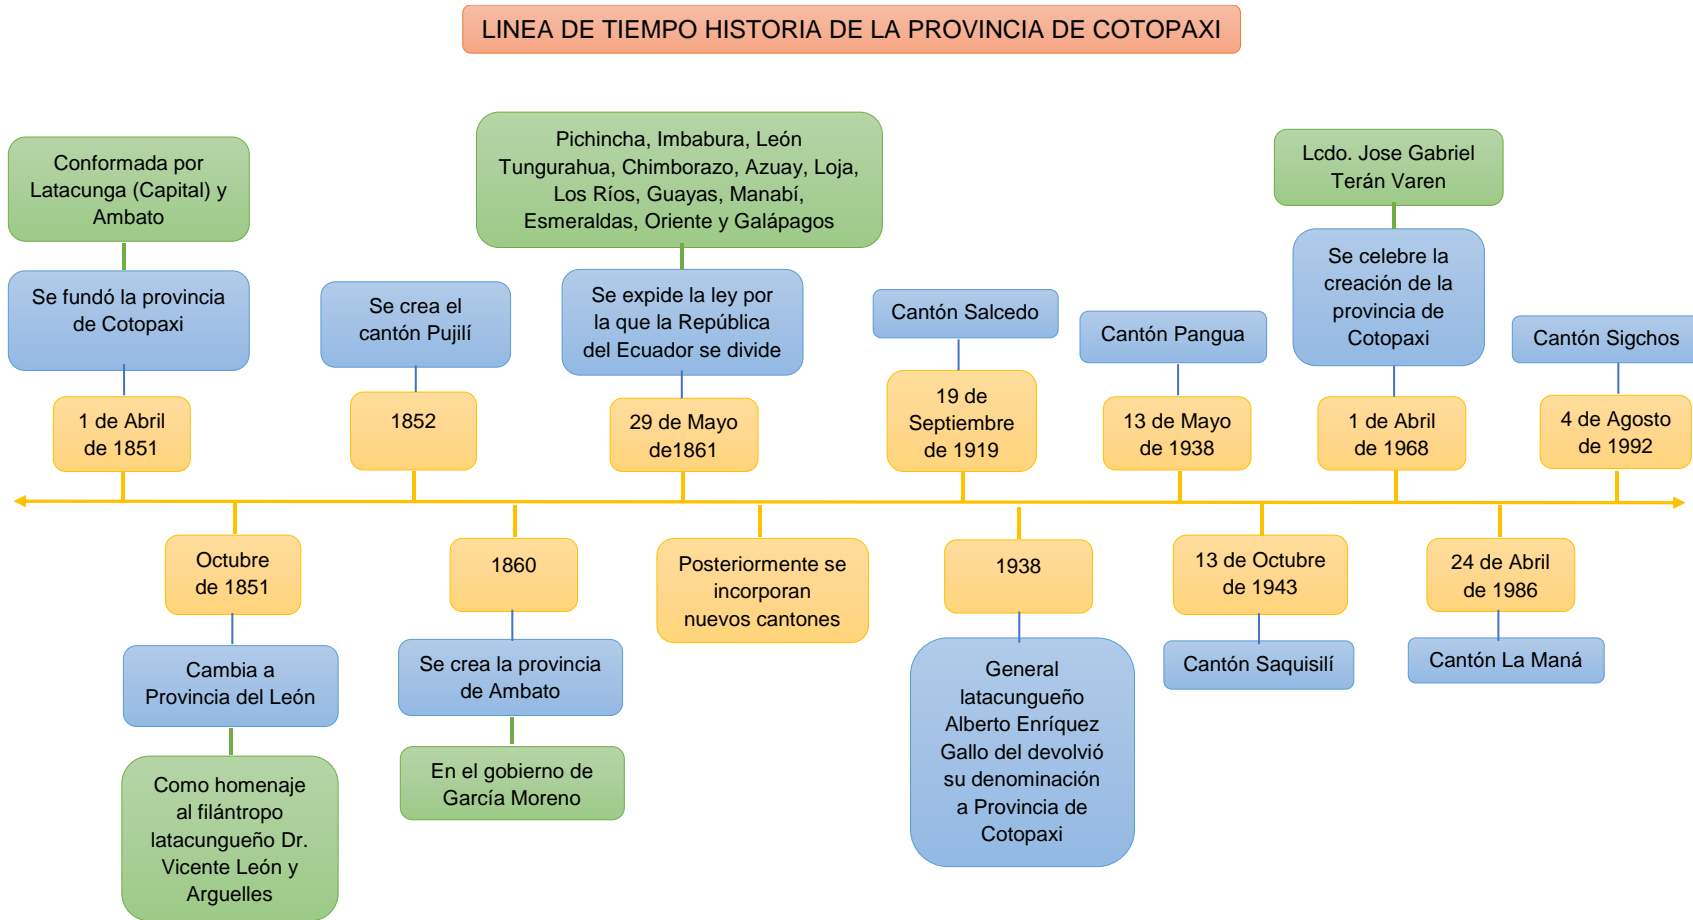 LINEA DE TIEMPO HISTORIA DE LA PROVINCIA DE COTOPAXI
Conformada por
Latacunga (Capital) y
Ambato
Se fundó la provincia
de Cotopaxi
1 de Abril
de 1851
Octubre
de 1851
Cambia a
Provincia del León
Como homenaje
al filántropo
latacungueño Dr.
Vicente León y
Arguelles
Se crea el
cantón Pujilí
1852
1860
Se crea la provincia
de Ambato
En el gobierno de
García Moreno
Pichincha, Imbabura, León
Tungurahua, Chimborazo, Azuay, Loja,
Los Ríos, Guayas, Manabí,
Esmeraldas, Oriente y Galápagos
Se expide la ley por
la que la República
del Ecuador se divide
29 de Mayo
de1861
Posteriormente se
incorporan
nuevos cantones
Cantón Salcedo
19 de
Septiembre
de 1919
1938
General
latacungueño
Alberto Enríquez
Gallo del devolvió
su denominación
a Provincia de
Cotopaxi
Cantón Pangua
13 de Mayo
de 1938
13 de Octubre
de 1943
Cantón Saquisilí
Lcdo. Jose Gabriel
Terán Varen
Se celebre la
creación de la
provincia de
Cotopaxi
1 de Abril
de 1968
24 de Abril
de 1986
Cantón La Maná
Cantón Sigchos
4 de Agosto
de 1992